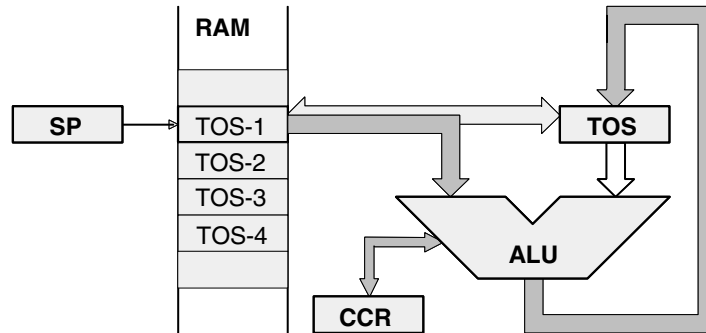 RAM
SP
TOS-1
TOS
TOS-2
TOS-3
TOS-4
ALU
CCR